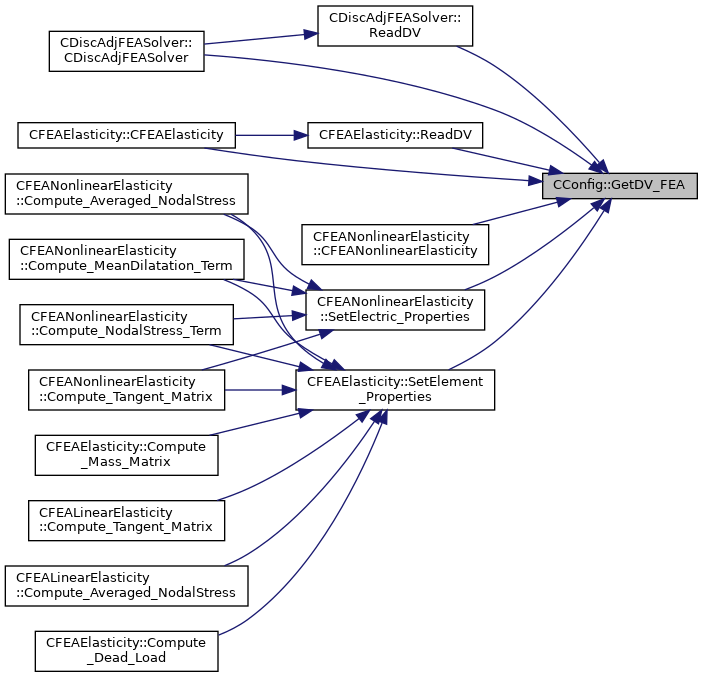 CDiscAdjFEASolver::
ReadDV
CDiscAdjFEASolver::
CDiscAdjFEASolver
CFEAElasticity::CFEAElasticity
CFEAElasticity::ReadDV
CConfig::GetDV_FEA
CFEANonlinearElasticity
::Compute_Averaged_NodalStress
CFEANonlinearElasticity
::CFEANonlinearElasticity
CFEANonlinearElasticity
::Compute_MeanDilatation_Term
CFEANonlinearElasticity
::SetElectric_Properties
CFEANonlinearElasticity
::Compute_NodalStress_Term
CFEANonlinearElasticity
::Compute_Tangent_Matrix
CFEAElasticity::SetElement
_Properties
CFEAElasticity::Compute
_Mass_Matrix
CFEALinearElasticity
::Compute_Tangent_Matrix
CFEALinearElasticity
::Compute_Averaged_NodalStress
CFEAElasticity::Compute
_Dead_Load